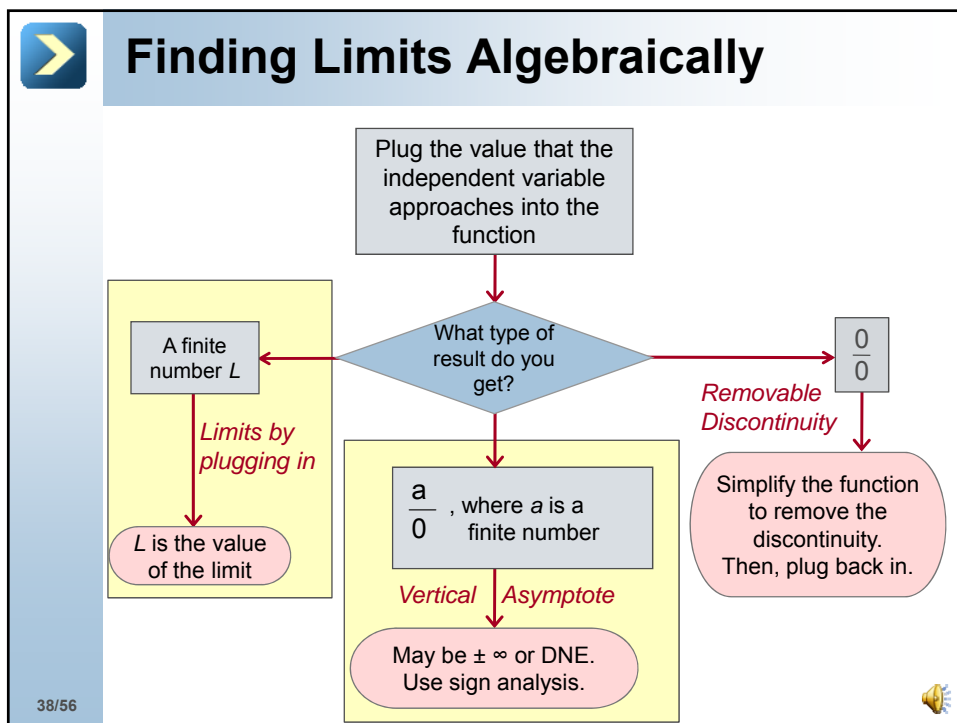 Finding Limits Algebraically
Plug the value that the
independent variable
approaches into the
function
What type of
result do you
get?
A finite
number L
Limits by
plugging in
L is the value
of the limit
a
0
, where a is a
finite number
Vertical Asymptote
May be ± ∞ or DNE.
Use sign analysis.
0
0
Removable
Discontinuity
Simplify the function
to remove the
discontinuity.
Then, plug back in.
38/56